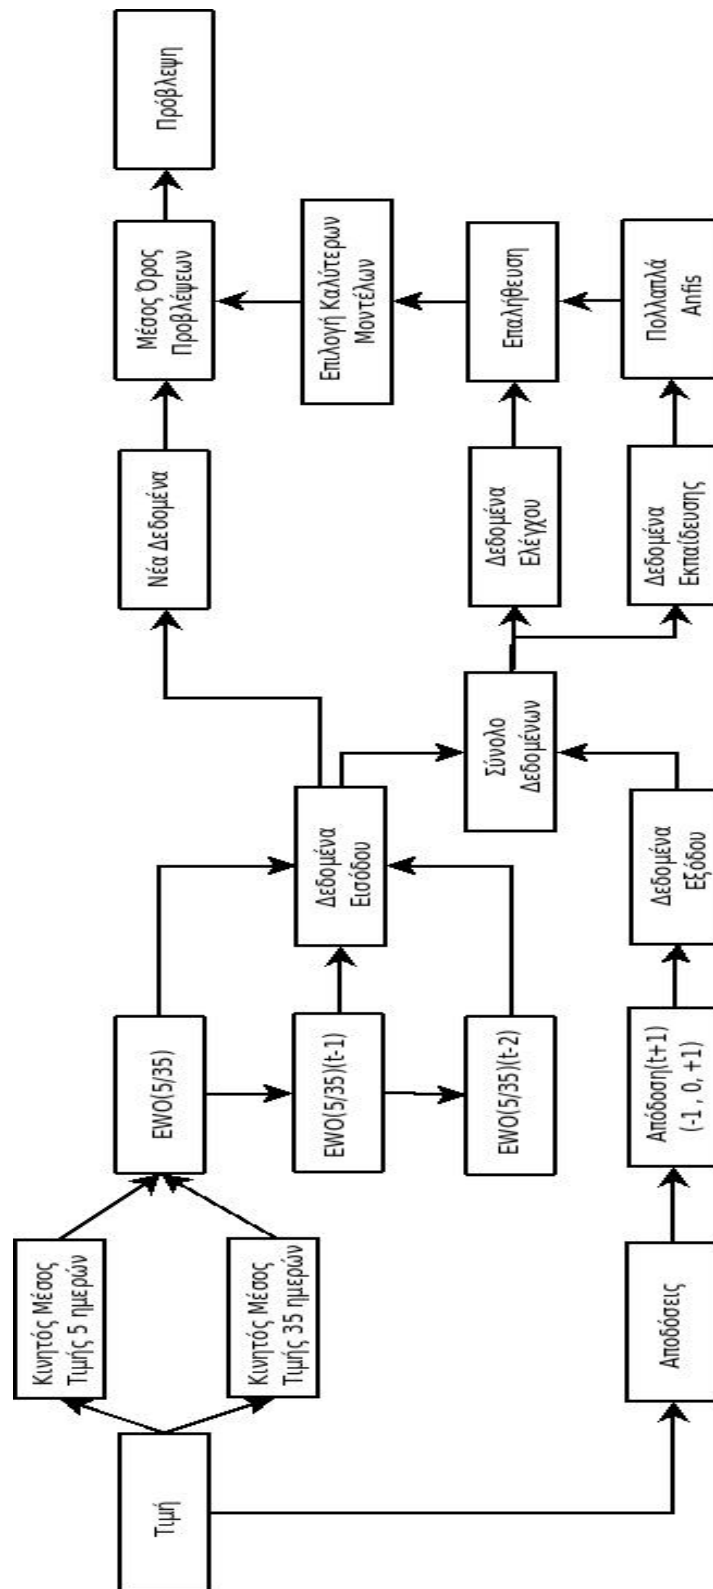 Τιμή
Κινητός Μέσος
Τιμής 5 ημερών
Κινητός Μέσος
Τιμής 35 ημερών
EWO(5/35)
EWO(5/35)(t-1)
EWO(5/35)(t-2)
Αποδόσεις
Απόδοση(t+1)
(-1 , 0, +1)
Δεδομένα
Εισόδου
Δεδομένα
Εξόδου
Σύνολο
Δεδομένων
Νέα Δεδομένα
Δεδομένα
Ελέγχου
Δεδομένα
Εκπαίδευσης
Μέσος Όρος
Προβλέψεων
Επιλογή Καλύτερων
Μοντέλων
Επαλήθευση
Πολλαπλά
Anfis
Πρόβλεψη